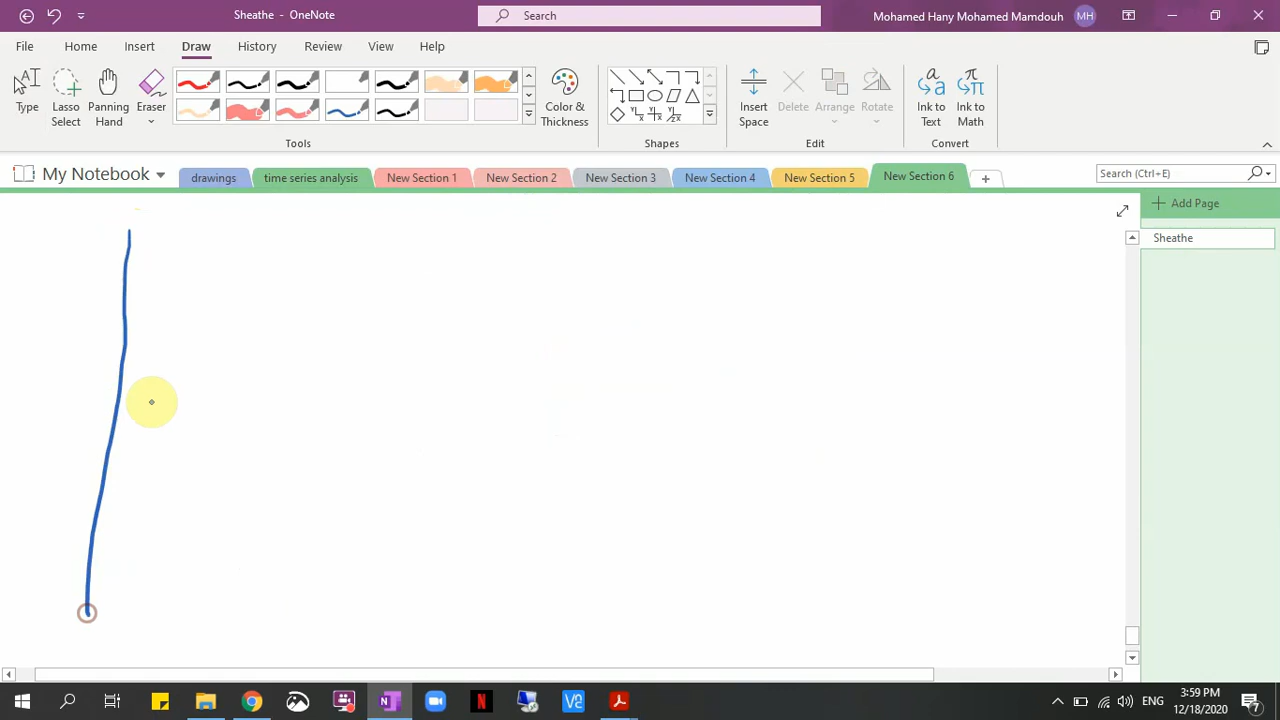 Sheathe - OneNote
Search
Mohamed Hany Mohamed Mamdouh
MH
File
Home
Insert
Draw
History
Review
View
Help
Type
Lasso
Select
Panning
Hand
Eraser
Color &
Thickness
Insert
Space
Delete
Arrange
Rotate
Ink to
Text
Ink to
Math
Tools
Shapes
Edit
Convert
My Notebook
drawings
time series analysis
New Section 1
New Section 2
New Section 3
New Section 4
New Section 5
New Section 6
Search (Ctrl+E)
Add Page
Sheathe
ENG
3:59 PM
12/18/2020
7